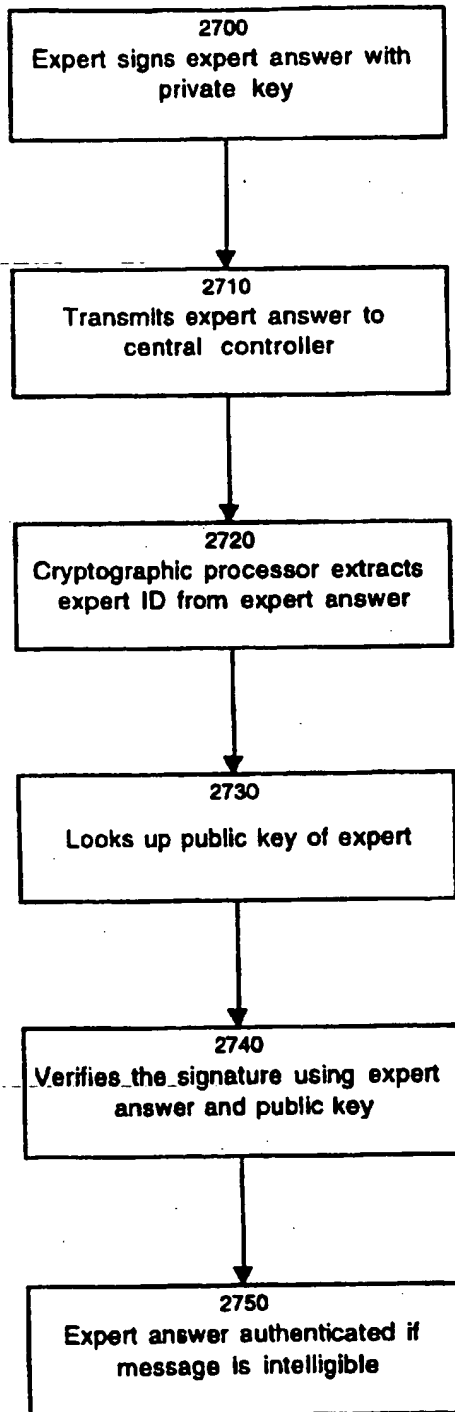 2700
Expert signs expert answer with
private key
2710
Transmits expert answer to
central controller
2720
Cryptographic processor extracts
expert ID from expert answer
2730
Looks up public key of expert
2740
Verifies the signature using expert
answer and public key
2750
Expert answer authenticated if
message is intelligible